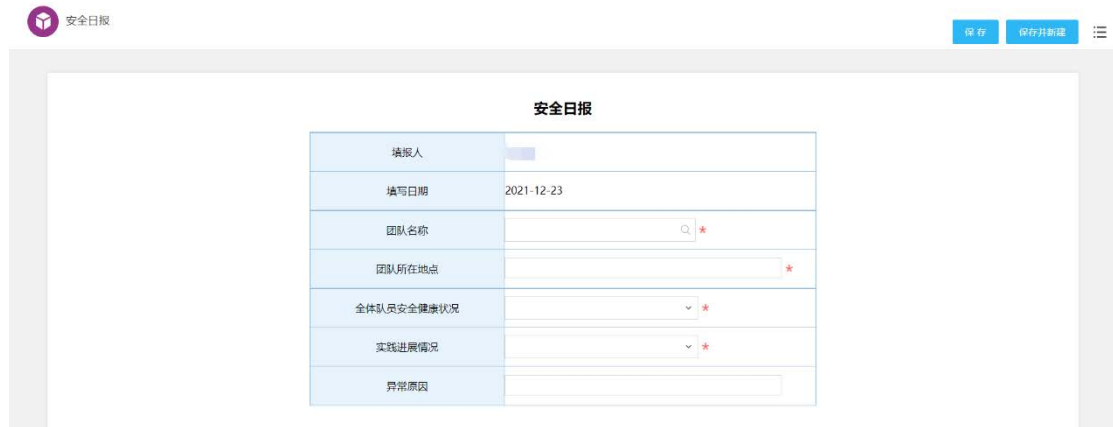 安全日报
保 存 保存并新建
安全日报
填报人
填写日期 2021-12-23
团队名称 *
团队所在地点 *
全体队员安全健康状况 *
实践进展情况 *
异常原因